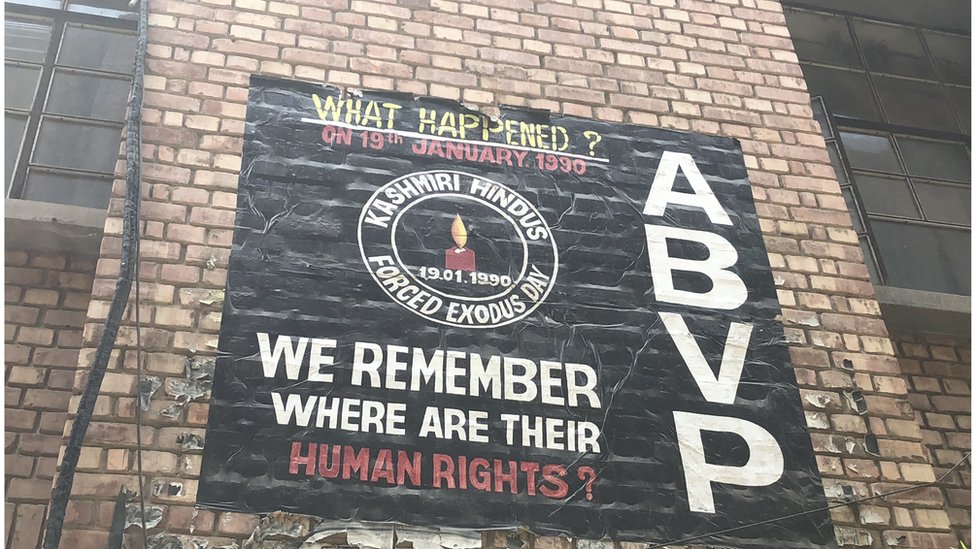 WHAT HAPPENED ?
ON 19th JANUARY 1990
KASHMIRI HINDUS
19.01.1990
FORCED EXODUS DAY
WE REMEMBER
WHERE ARE THEIR
HUMAN RIGHTS ?
ABVP